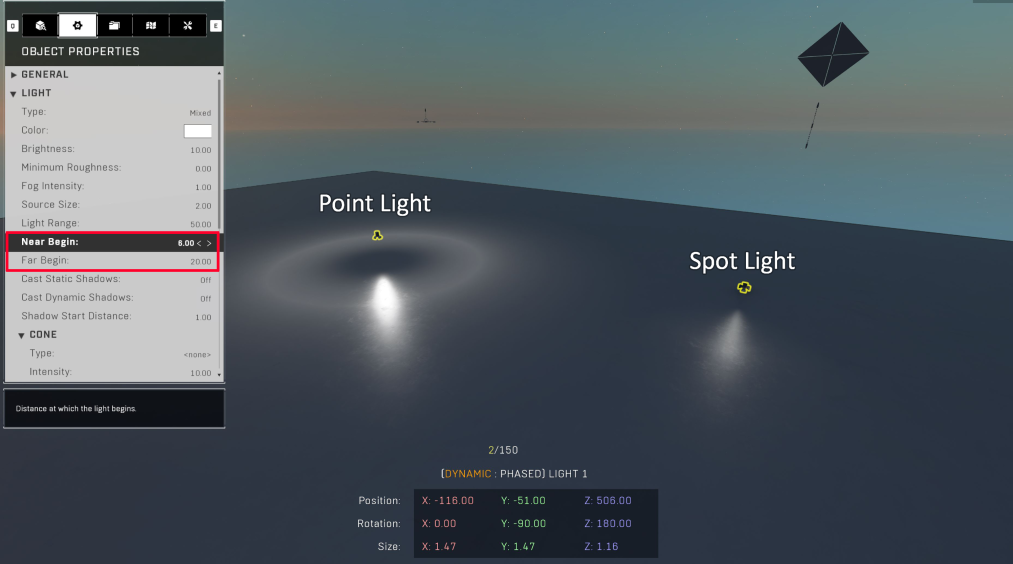 Q
E
OBJECT PROPERTIES
GENERAL
LIGHT
Type: Mixed
Color:
Brightness: 10.00
Minimum Roughness: 0.00
Fog Intensity: 1.00
Source Size: 2.00
Light Range: 50.00
Near Begin: 6.00 < >
Far Begin: 20.00
Cast Static Shadows: Off
Cast Dynamic Shadows: Off
Shadow Start Distance: 1.00
CONE
Type: <none>
Intensity: 10.00
Distance at which the light begins.
Point Light
Spot Light
2/150
[DYNAMIC : PHASED] LIGHT 1
Position: X: -116.00 Y: -51.00 Z: 506.00
Rotation: X: 0.00 Y: -90.00 Z: 180.00
Size: X: 1.47 Y: 1.47 Z: 1.16